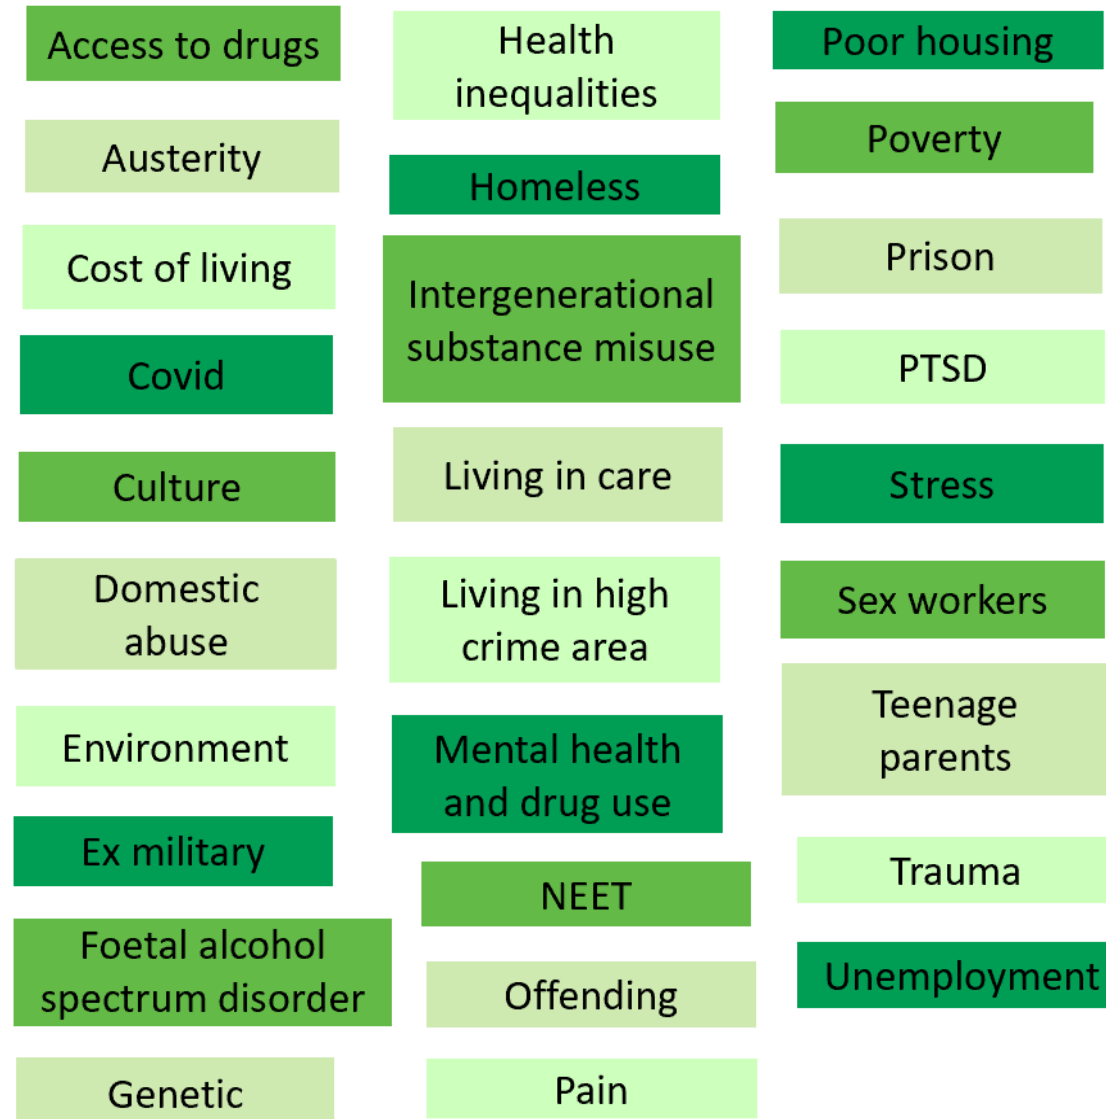 Access to drugs
Austerity
Cost of living
Covid
Culture
Domestic
abuse
Environment
Ex military
Foetal alcohol
spectrum disorder
Genetic
Health
inequalities
Homeless
Intergenerational
substance misuse
Living in care
Living in high
crime area
Mental health
and drug use
NEET
Offending
Pain
Poor housing
Poverty
Prison
PTSD
Stress
Sex workers
Teenage
parents
Trauma
Unemployment